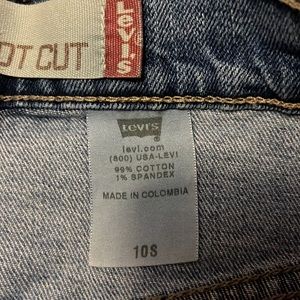 OT CUT
LEVI'S
LEVI'S
levi.com
(800) USA-LEVI
99% COTTON
1% SPANDEX
MADE IN COLOMBIA
10S